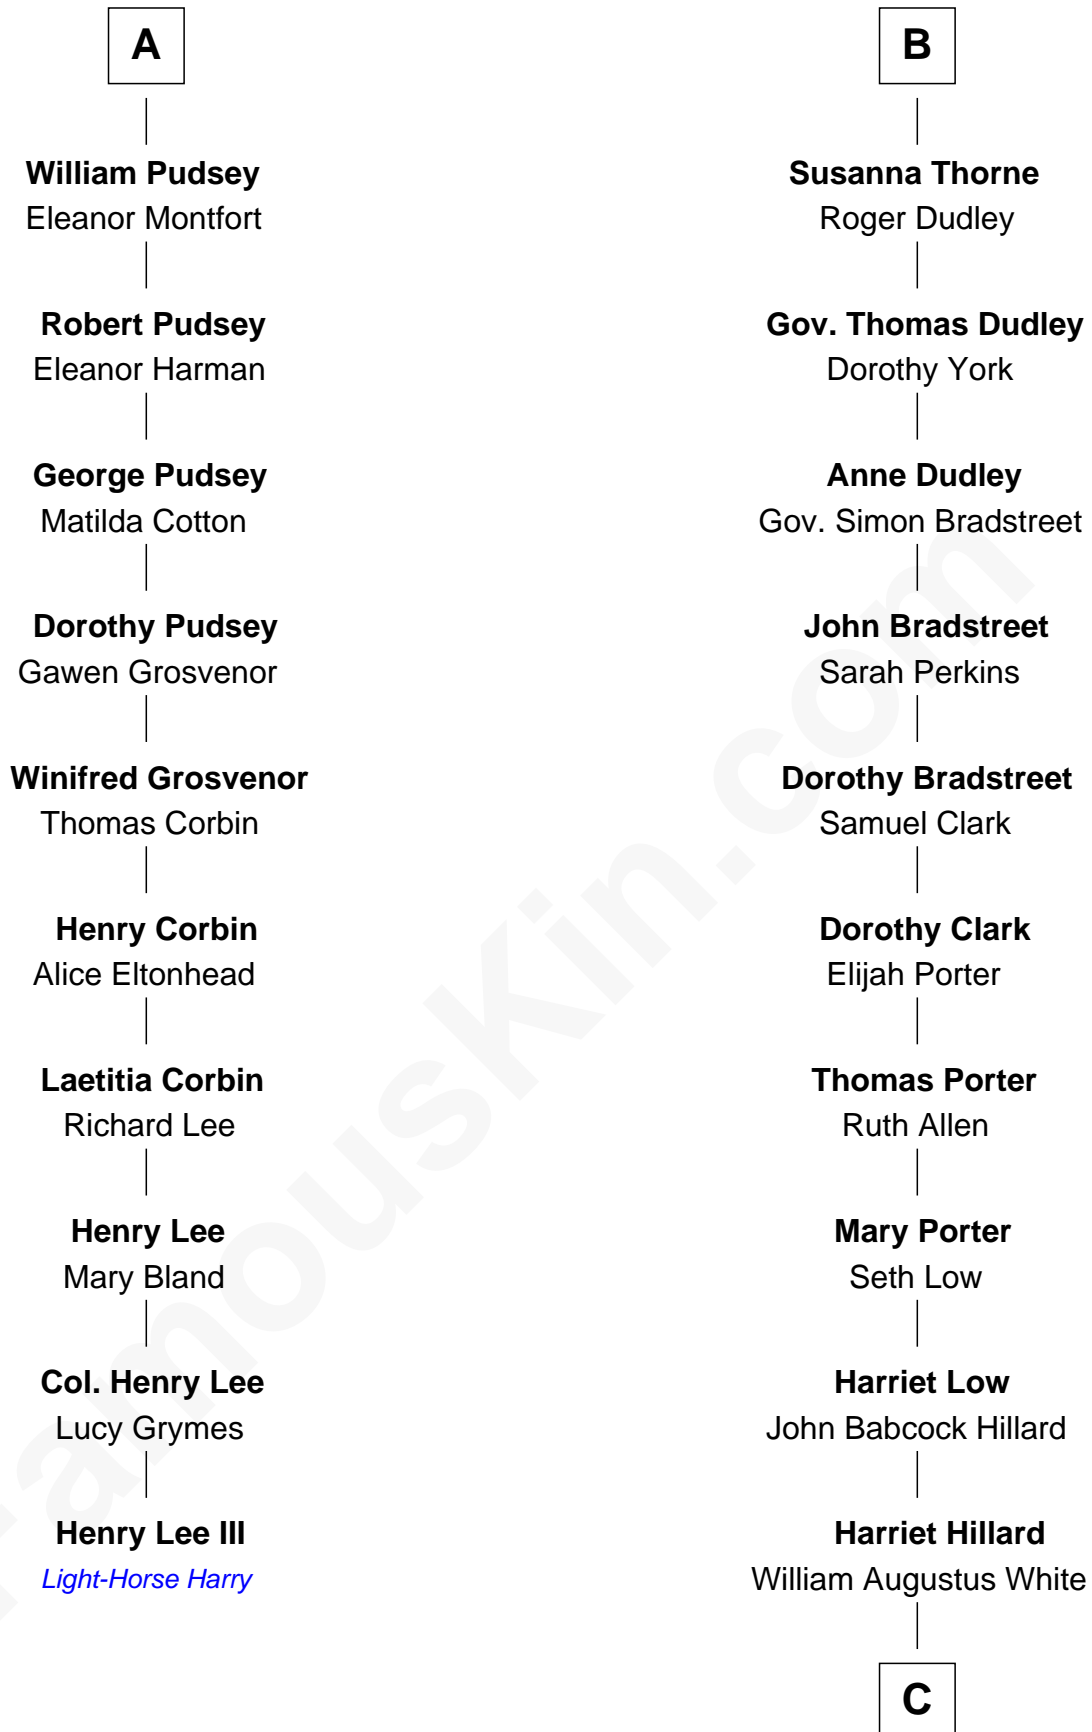 A
William Pudsey
Eleanor Montfort
Robert Pudsey
Eleanor Harman
George Pudsey
Matilda Cotton
Dorothy Pudsey
Gawen Grosvenor
Winifred Grosvenor
Thomas Corbin
Henry Corbin
Alice Eltonhead
Laetitia Corbin
Richard Lee
Henry Lee
Mary Bland
Col. Henry Lee
Lucy Grymes
Henry Lee III
Light-Horse Harry
B
Susanna Thorne
Roger Dudley
Gov. Thomas Dudley
Dorothy York
Anne Dudley
Gov. Simon Bradstreet
John Bradstreet
Sarah Perkins
Dorothy Bradstreet
Samuel Clark
Dorothy Clark
Elijah Porter
Thomas Porter
Ruth Allen
Mary Porter
Seth Low
Harriet Low
John Babcock Hillard
Harriet Hillard
William Augustus White
C
FamousKin.com